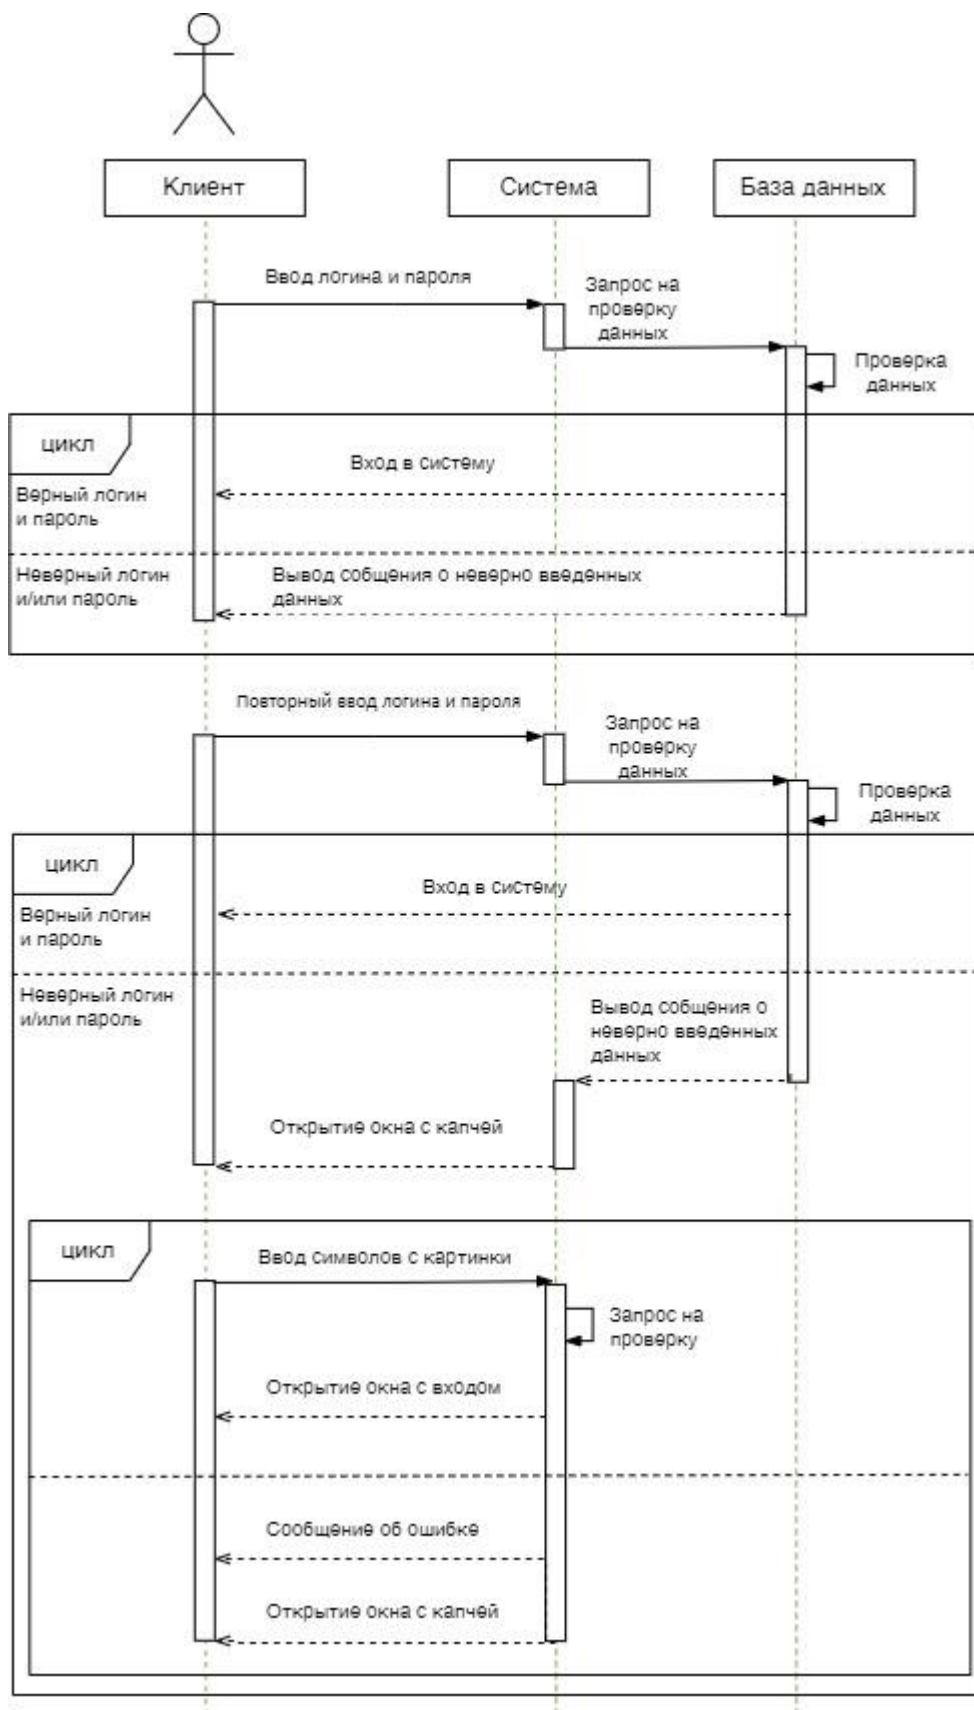 Клиент
Система
База данных
Ввод логина и пароля
Запрос на
проверку
данных
Проверка
данных
цикл
Верный логин
и пароль
Вход в систему
Неверный логин
и/или пароль
Вывод собщения о неверно введенных
данных
Повторный ввод логина и пароля
Запрос на
проверку
данных
Проверка
данных
цикл
Верный логин
и пароль
Вход в систему
Неверный логин
и/или пароль
Вывод собщения о
неверно введенных
данных
Открытие окна с капчей
цикл
Ввод символов с картинки
Запрос на
проверку
Открытие окна с входом
Сообщение об ошибке
Открытие окна с капчей